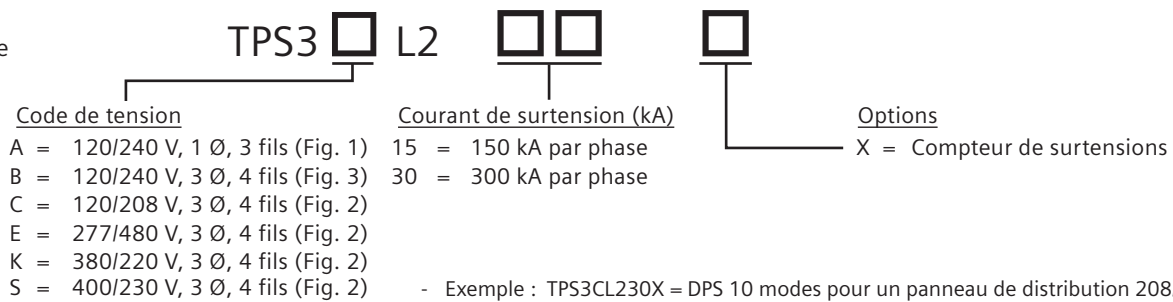 e
TPS3 L2
Code de tension
A = 120/240 V, 1 Ø, 3 fils (Fig. 1)
B = 120/240 V, 3 Ø, 4 fils (Fig. 3)
C = 120/208 V, 3 Ø, 4 fils (Fig. 2)
E = 277/480 V, 3 Ø, 4 fils (Fig. 2)
K = 380/220 V, 3 Ø, 4 fils (Fig. 2)
S = 400/230 V, 3 Ø, 4 fils (Fig. 2)
Courant de surtension (kA)
15 = 150 kA par phase
30 = 300 kA par phase
Options
X = Compteur de surtensions
- Exemple : TPS3CL230X = DPS 10 modes pour un panneau de distribution 208